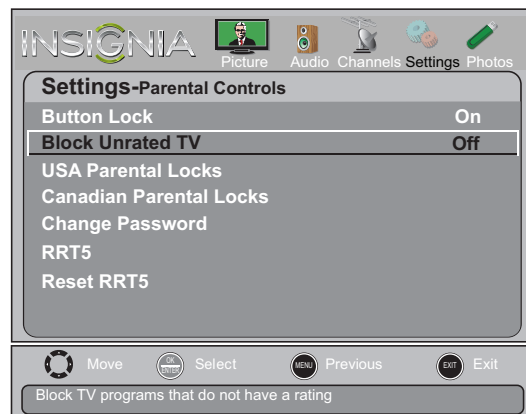 INSIGNIA
Picture Audio Channels Settings Photos
Settings-Parental Controls
Button Lock On
Block Unrated TV Off
USA Parental Locks
Canadian Parental Locks
Change Password
RRT5
Reset RRT5
Move OK ENTER Select MENU Previous EXIT Exit
Block TV programs that do not have a rating